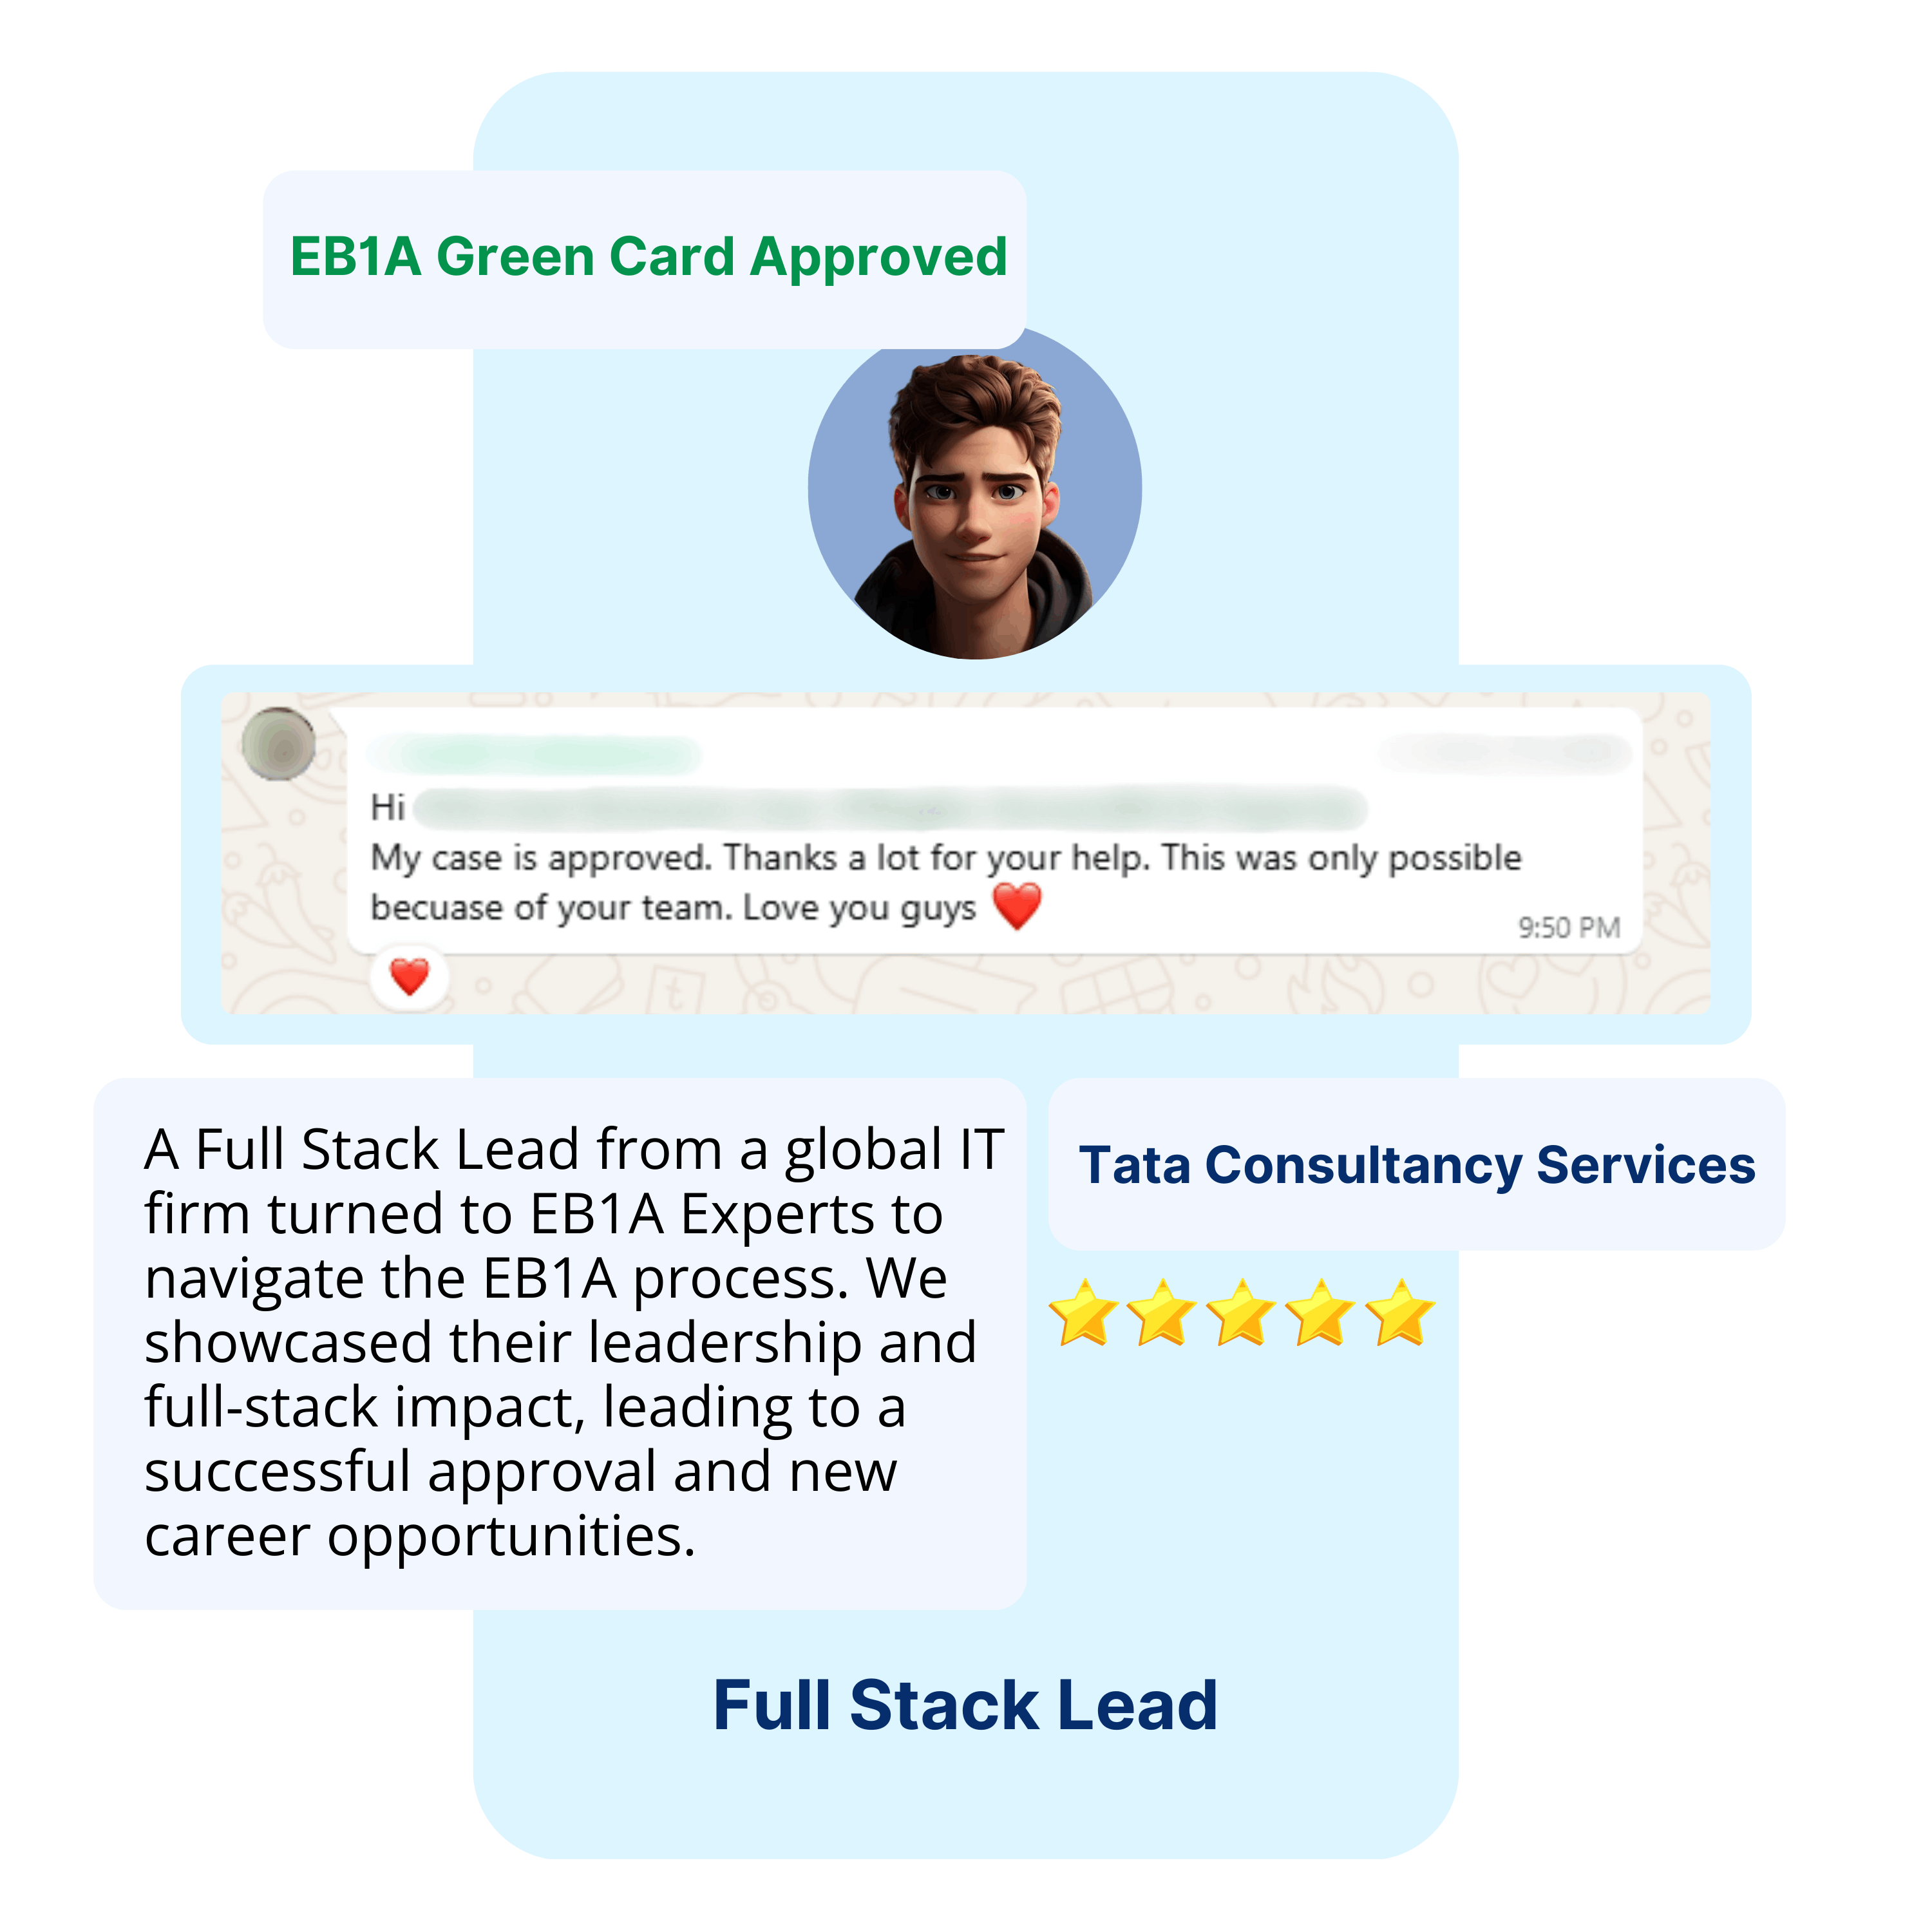 EB1A Green Card Approved
Hi
My case is approved. Thanks a lot for your help. This was only possible
becuase of your team. Love you guys ❤️
9:50 PM
❤️
A Full Stack Lead from a global IT
firm turned to EB1A Experts to
navigate the EB1A process. We
showcased their leadership and
full-stack impact, leading to a
successful approval and new
career opportunities.
Tata Consultancy Services
⭐⭐⭐⭐⭐
Full Stack Lead